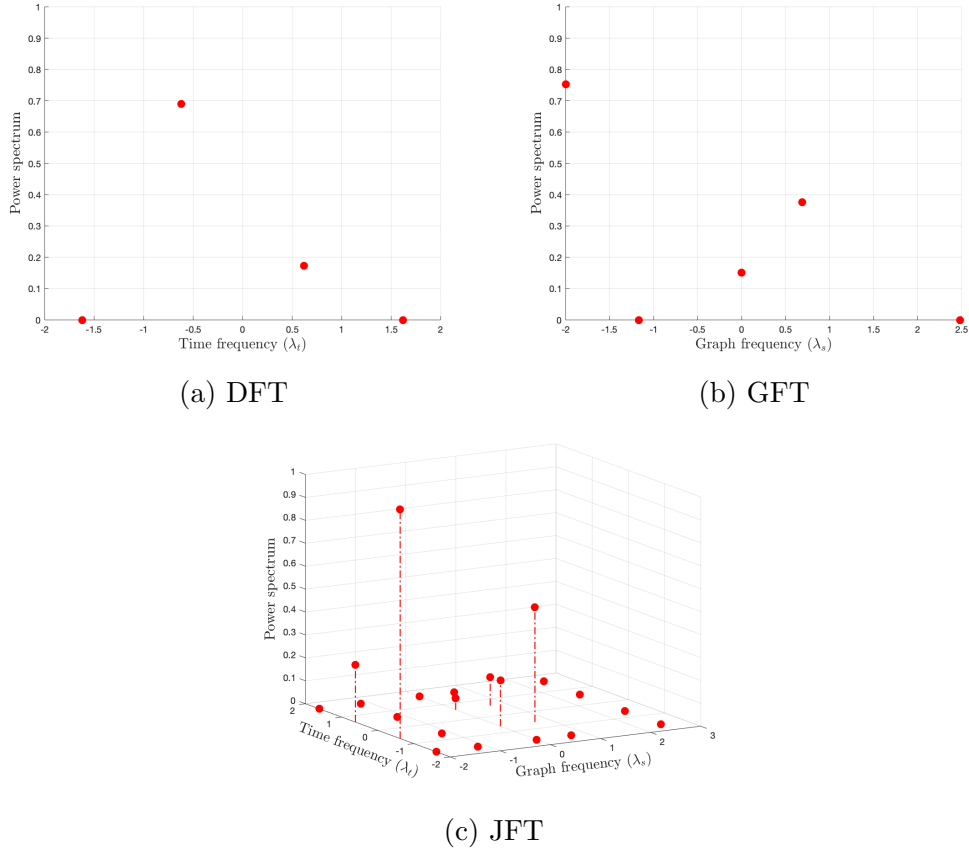 1
0.9
0.8
0.7
0.6
0.5
0.4
0.3
0.2
0.1
0
-2 -1.5 -1 -0.5 0 0.5 1 1.5 2
Power spectrum
Time frequency (λt)
(a) DFT
1
0.9
0.8
0.7
0.6
0.5
0.4
0.3
0.2
0.1
0
-2 -1.5 -1 -0.5 0 0.5 1 1.5 2 2.5
Power spectrum
Graph frequency (λs)
(b) GFT
1
0.9
0.8
0.7
0.6
0.5
0.4
0.3
0.2
0.1
0
Power spectrum
2 1 0 -1 -2
Time frequency (λt)
-2 -1 0 1 2 3
Graph frequency (λs)
(c) JFT